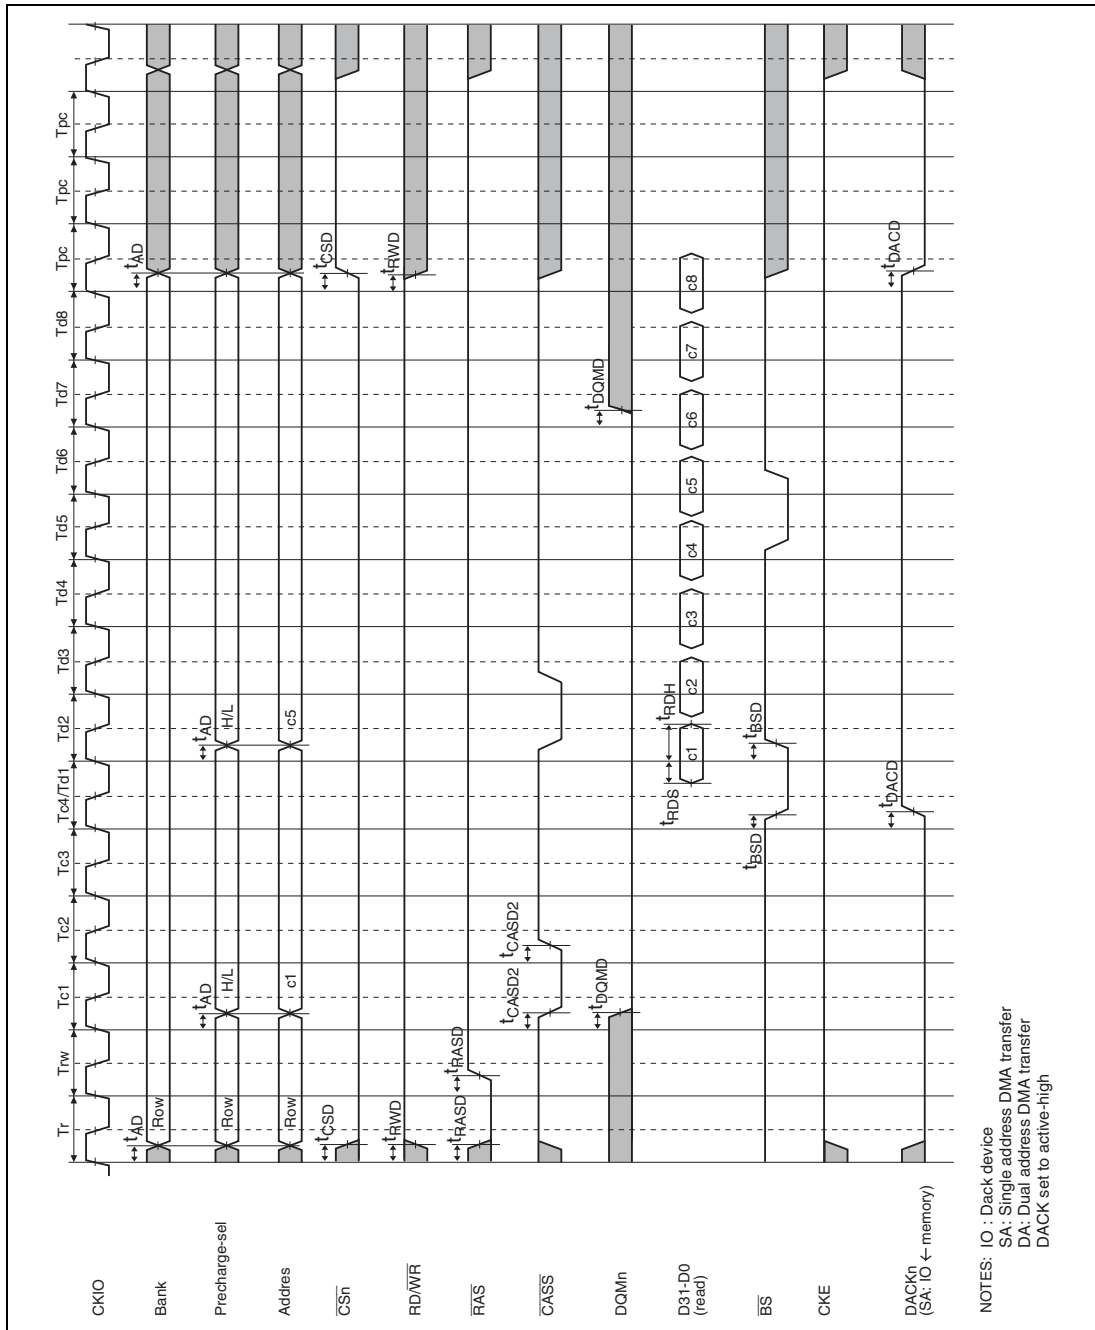 Tr Trw Tc1 Tc2 Tc3 Tc4/Td1 Td2 Td3 Td4 Td5 Td6 Td7 Td8 Tpc Tpc Tpc
CKIO
tAD tAD
Bank Row
tAD tAD
Precharge-sel Row H/L H/L
Addres Row c1 c5
tCSD tCSD
CSn
tRWD tRWD
RD/WR
tRASD tRASD
RAS
tCASD2 tCASD2
CASS
tDQMD tDQMD
DQMn
tRDS tRDH
D31-D0 c1 c2 c3 c4 c5 c6 c7 c8
(read)
tBSD tBSD
BS
CKE
tDACD tDACD
DACKn
(SA: IO ← memory)
NOTES: IO : Dack device
SA: Single address DMA transfer
DA: Dual address DMA transfer
DACK set to active-high